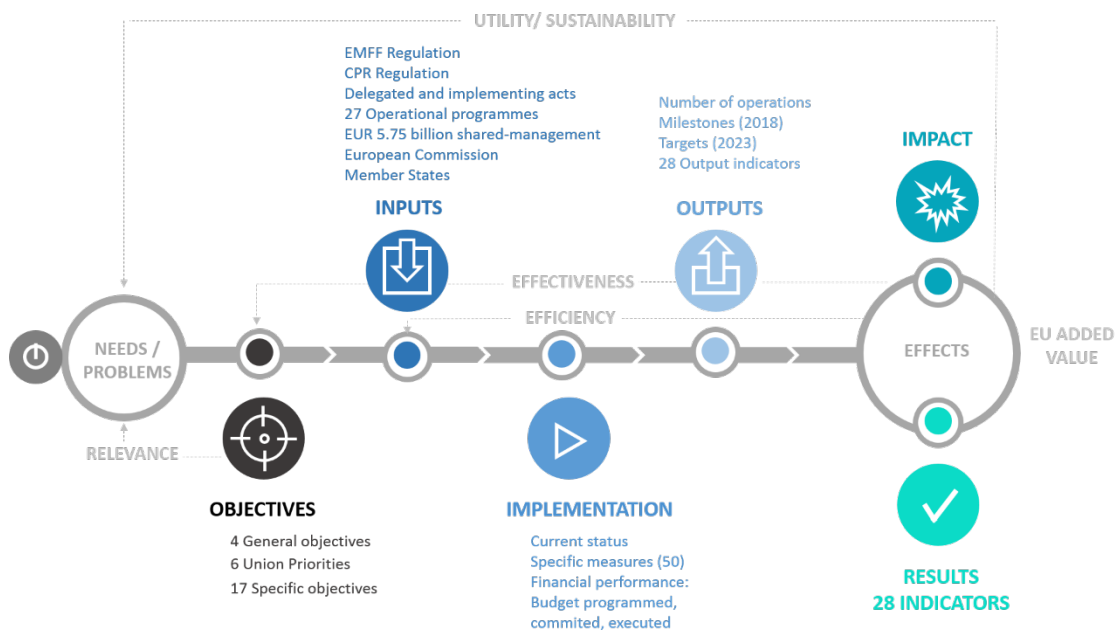 UTILITY/ SUSTAINABILITY
EMFF Regulation
CPR Regulation
Delegated and implementing acts
27 Operational programmes
EUR 5.75 billion shared-management
European Commission
Member States
INPUTS
Number of operations
Milestones (2018)
Targets (2023)
28 Output indicators
OUTPUTS
IMPACT
EFFECTIVENESS
EFFICIENCY
NEEDS /
PROBLEMS
EFFECTS
EU ADDED
VALUE
RELEVANCE
OBJECTIVES
4 General objectives
6 Union Priorities
17 Specific objectives
IMPLEMENTATION
Current status
Specific measures (50)
Financial performance:
Budget programmed,
commited, executed
RESULTS
28 INDICATORS